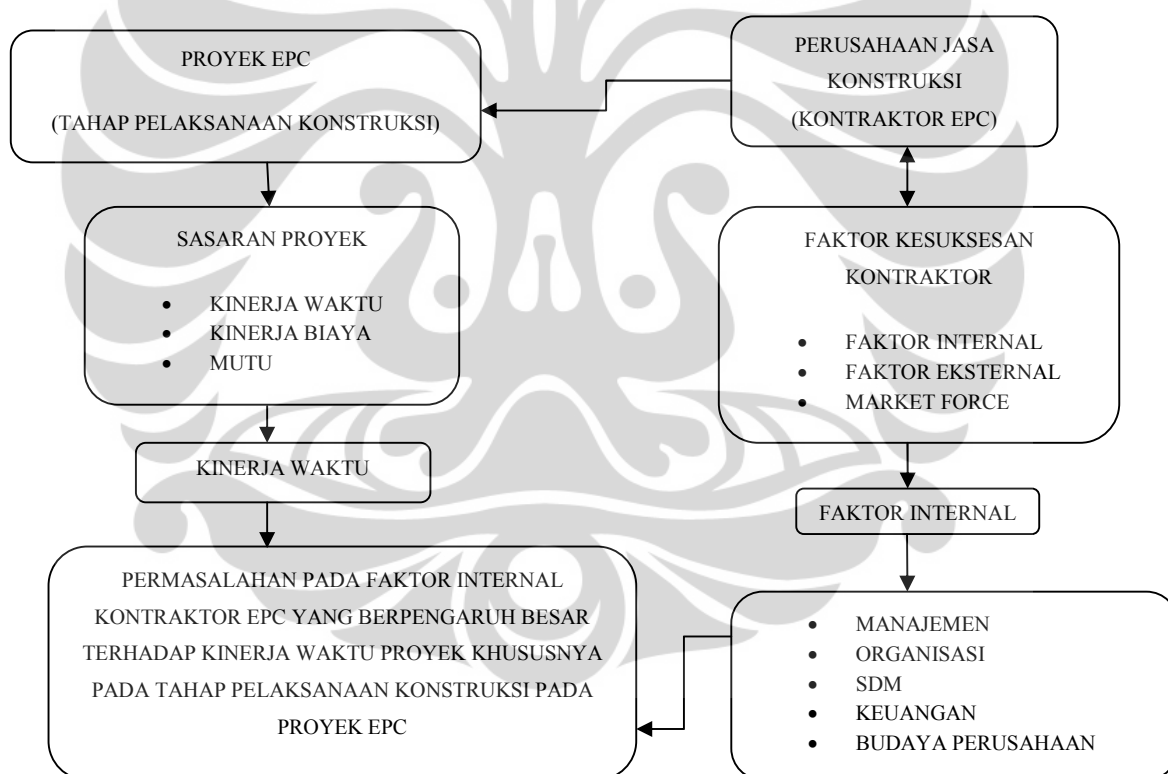 PROYEK EPC
(TAHAP PELAKSANAAN KONSTRUKSI)
PERUSAHAAN JASA
KONSTRUKSI
(KONTRAKTOR EPC)
SASARAN PROYEK
• KINERJA WAKTU
• KINERJA BIAYA
• MUTU
FAKTOR KESUKSESAN
KONTRAKTOR
• FAKTOR INTERNAL
• FAKTOR EKSTERNAL
• MARKET FORCE
KINERJA WAKTU
FAKTOR INTERNAL
PERMASALAHAN PADA FAKTOR INTERNAL
KONTRAKTOR EPC YANG BERPENGARUH BESAR
TERHADAP KINERJA WAKTU PROYEK KHUSUSNYA
PADA TAHAP PELAKSANAAN KONSTRUKSI PADA
PROYEK EPC
• MANAJEMEN
• ORGANISASI
• SDM
• KEUANGAN
• BUDAYA PERUSAHAAN